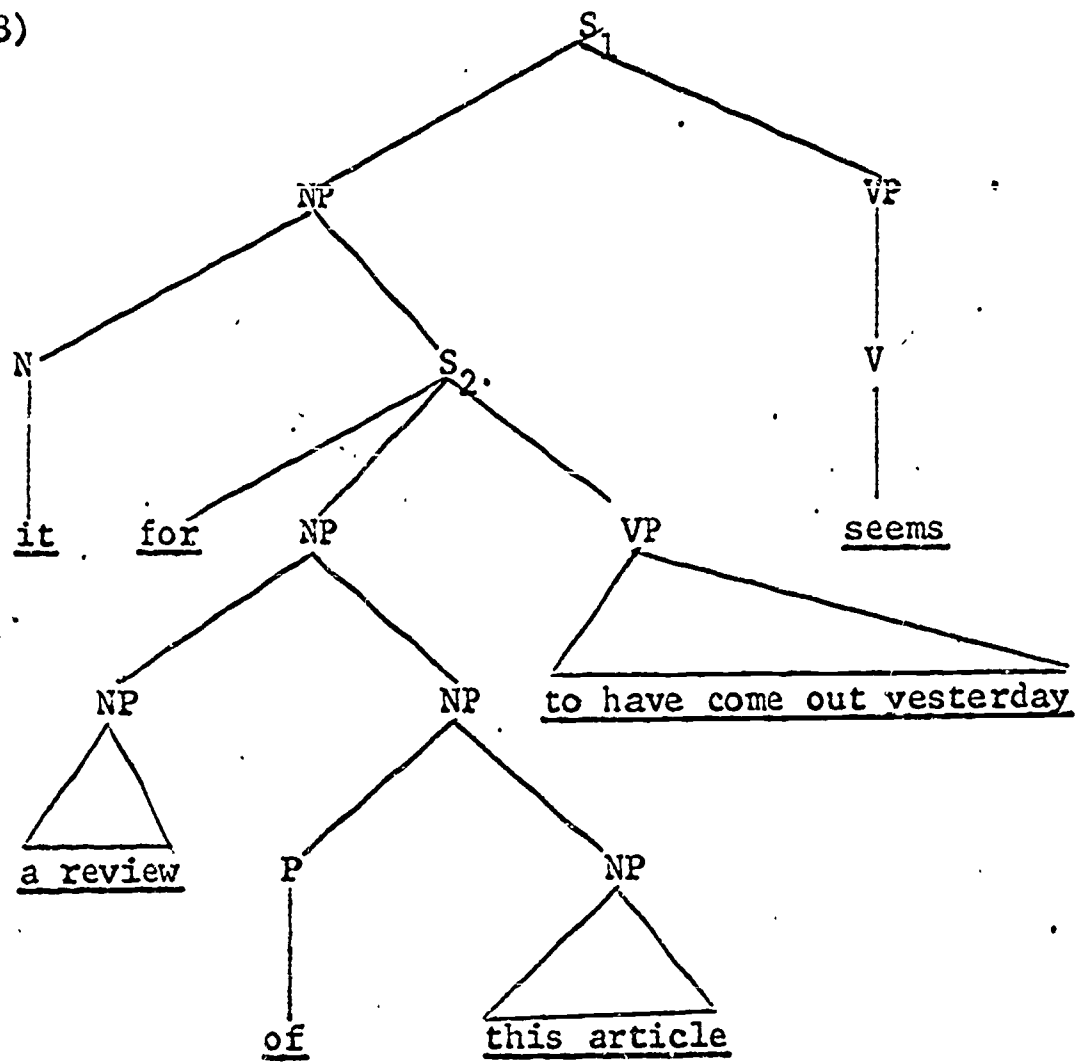 8)
S1
NP VP
N S2. V
it for NP VP seems
NP NP to have come out yesterday
a review P NP
of this article